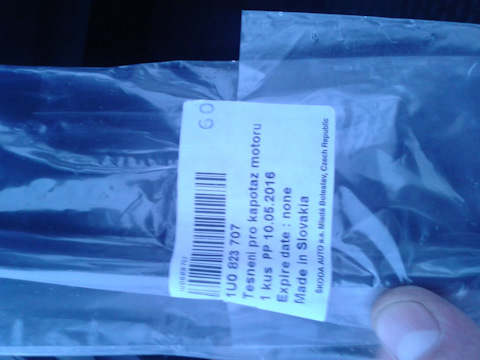 GO
1U0 823 707
Tesneni pro kapotaz motoru
1 kus PP 10.05.2016
Expire date : none
Made in Slovakia
ŠKODA AUTO a.s. Mladá Boleslav, Czech Republic